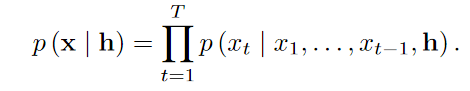 p (x | h) = ∏_{t=1}^{T} p (x_t | x_1, . . . , x_{t−1}, h) .